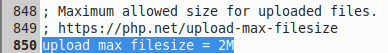 848 ; Maximum allowed size for uploaded files.
849 ; https://php.net/upload-max-filesize
850 upload_max_filesize = 2M